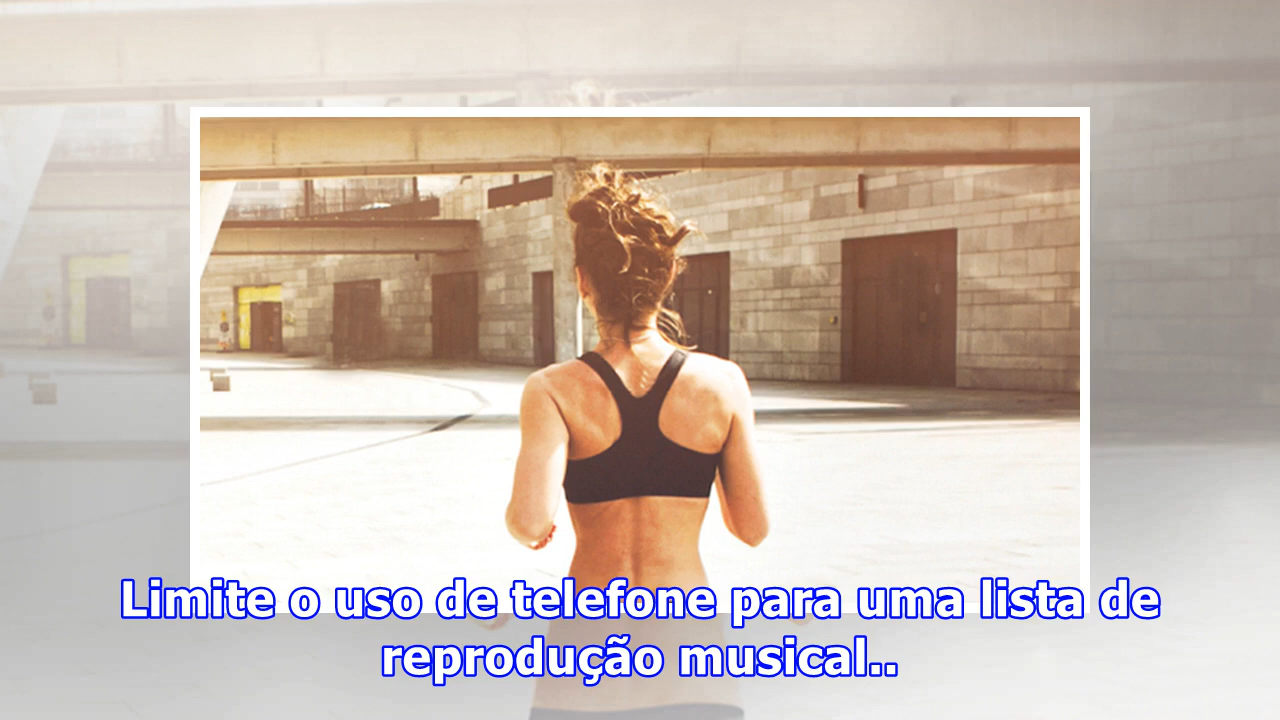 Limite o uso de telefone para uma lista de
reprodução musical..